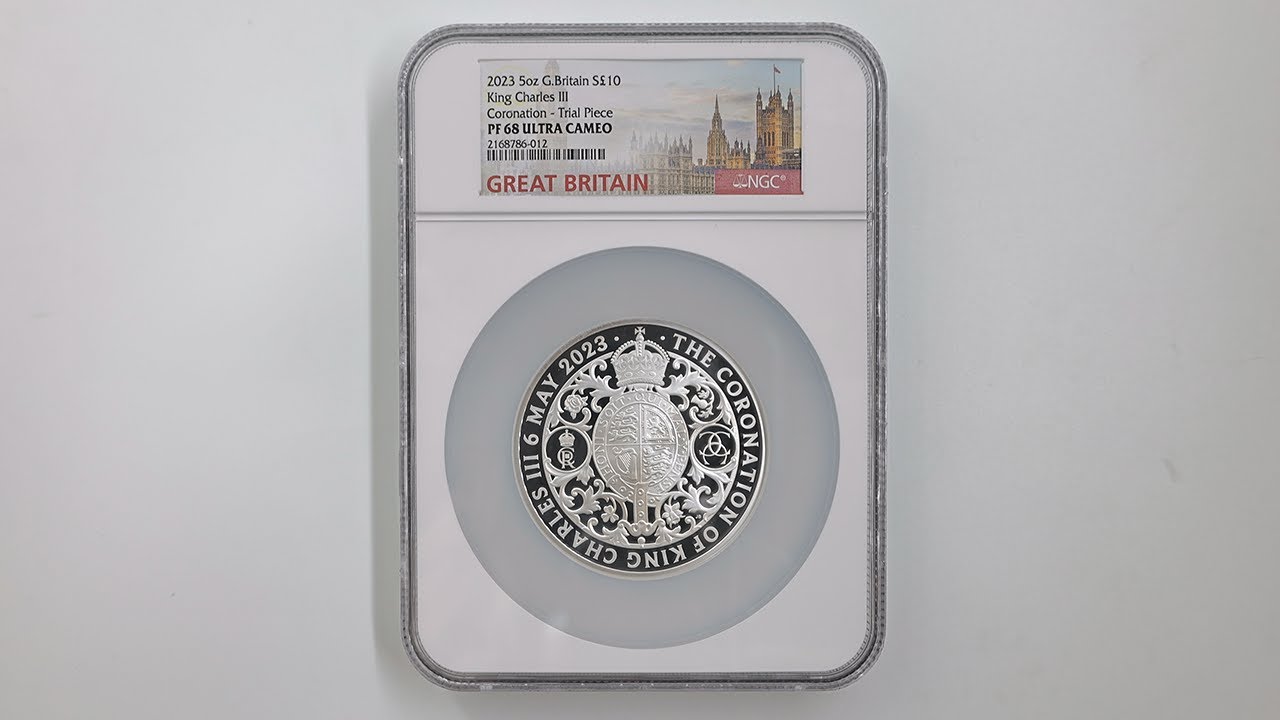 2023 5oz G.Britain S£10
King Charles III
Coronation - Trial Piece
PF 68 ULTRA CAMEO
2168786-012
GREAT BRITAIN
NGC®
· THE CORONATION OF KING CHARLES III 6 MAY 2023 ·